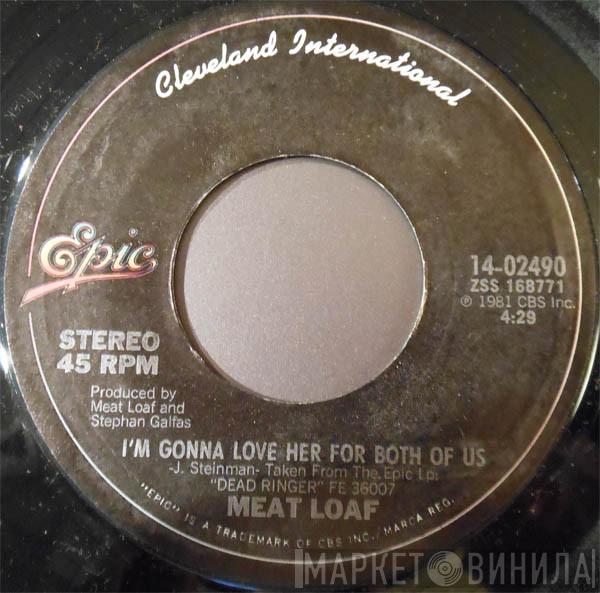 Cleveland International
Epic
14-02490
ZSS 168771
℗ 1981 CBS Inc.
4:29
STEREO
45 RPM
Produced by
Meat Loaf and
Stephan Galfas
I'M GONNA LOVE HER FOR BOTH OF US
-J. Steinman- Taken From The Epic Lp:
"DEAD RINGER" FE 36007
MEAT LOAF
"EPIC" IS A TRADEMARK OF CBS INC./MARCA REG.
МАРКЕТ ВИНИЛА